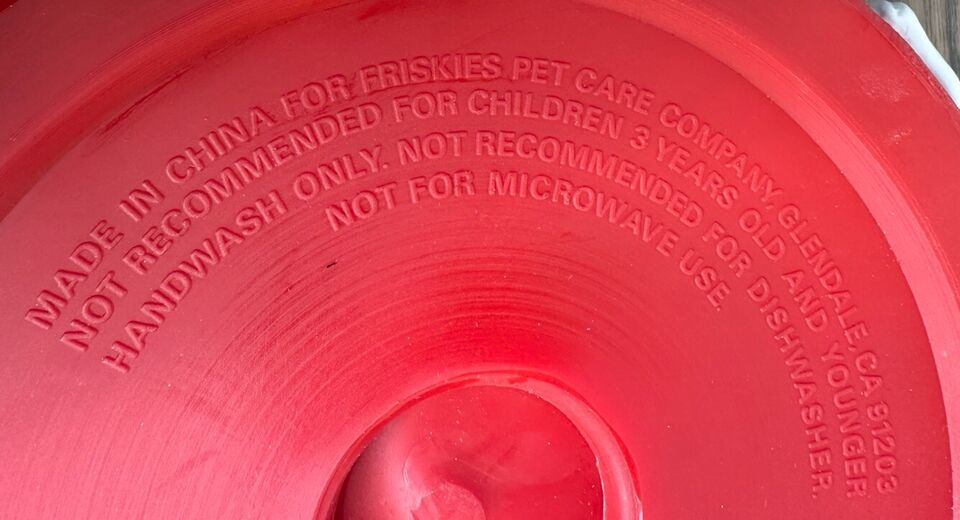 MADE IN CHINA FOR FRISKIES PET CARE COMPANY, GLENDALE, CA 91203
NOT RECOMMENDED FOR CHILDREN 3 YEARS OLD AND YOUNGER
HANDWASH ONLY. NOT RECOMMENDED FOR DISHWASHER.
NOT FOR MICROWAVE USE.